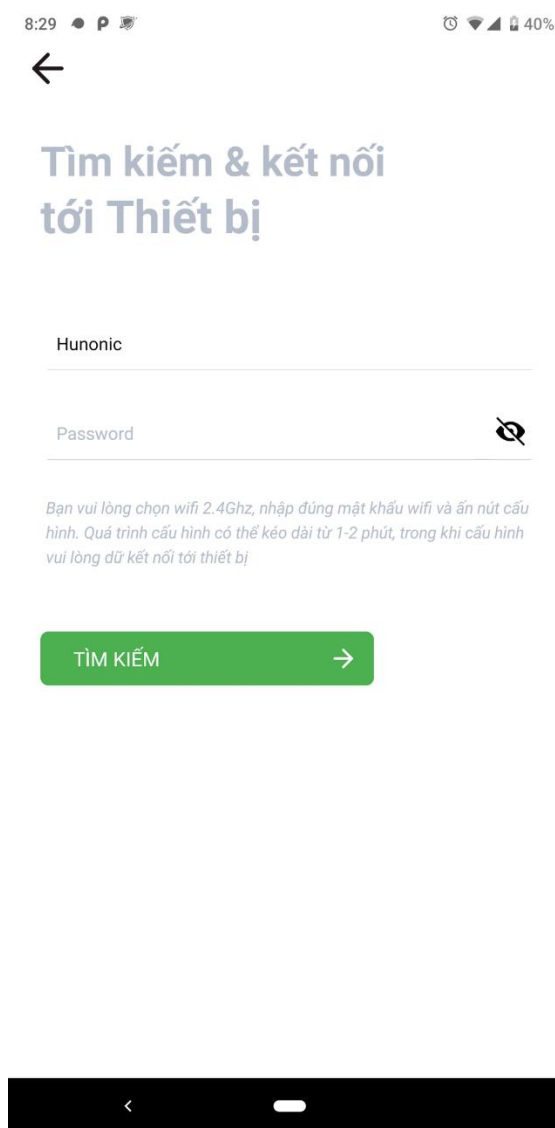 8:29
40%
Tìm kiếm & kết nối
tới Thiết bị
Hunonic
Password
Bạn vui lòng chọn wifi 2.4Ghz, nhập đúng mật khẩu wifi và ấn nút cấu
hình. Quá trình cấu hình có thể kéo dài từ 1-2 phút, trong khi cấu hình
vui lòng dữ kết nối tới thiết bị
TÌM KIẾM